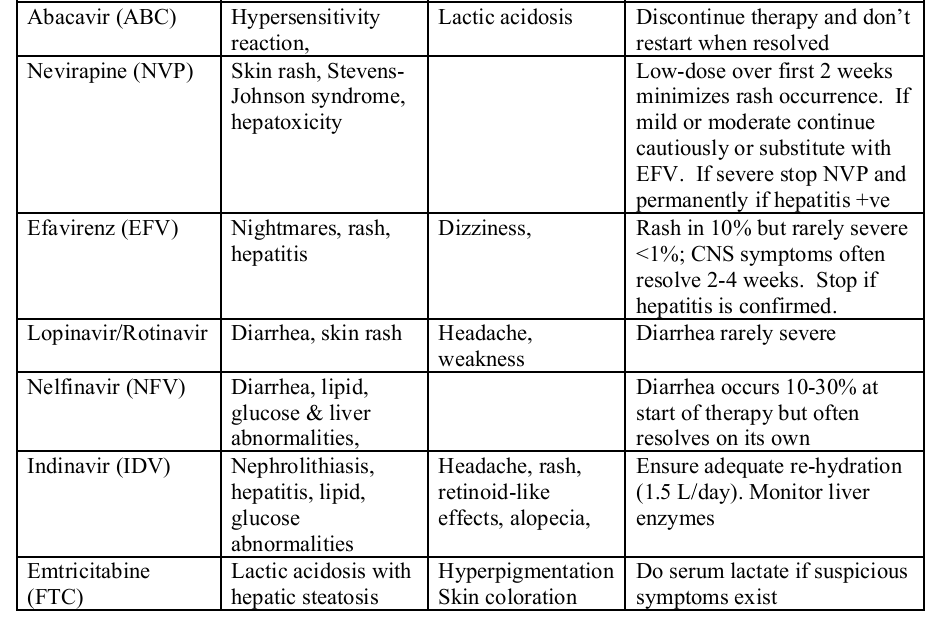 Abacavir (ABC)
Hypersensitivity
reaction,
Lactic acidosis
Discontinue therapy and don't
restart when resolved
Nevirapine (NVP)
Skin rash, Stevens-
Johnson syndrome,
hepatoxicity
Low-dose over first 2 weeks
minimizes rash occurrence.  If
mild or moderate continue
cautiously or substitute with
EFV.  If severe stop NVP and
permanently if hepatitis +ve
Efavirenz (EFV)
Nightmares, rash,
hepatitis
Dizziness,
Rash in 10% but rarely severe
<1%; CNS symptoms often
resolve 2-4 weeks.  Stop if
hepatitis is confirmed.
Lopinavir/Rotinavir
Diarrhea, skin rash
Headache,
weakness
Diarrhea rarely severe
Nelfinavir (NFV)
Diarrhea, lipid,
glucose & liver
abnormalities,
Diarrhea occurs 10-30% at
start of therapy but often
resolves on its own
Indinavir (IDV)
Nephrolithiasis,
hepatitis, lipid,
glucose
abnormalities
Headache, rash,
retinoid-like
effects, alopecia,
Ensure adequate re-hydration
(1.5 L/day). Monitor liver
enzymes
Emtricitabine
(FTC)
Lactic acidosis with
hepatic steatosis
Hyperpigmentation
Skin coloration
Do serum lactate if suspicious
symptoms exist